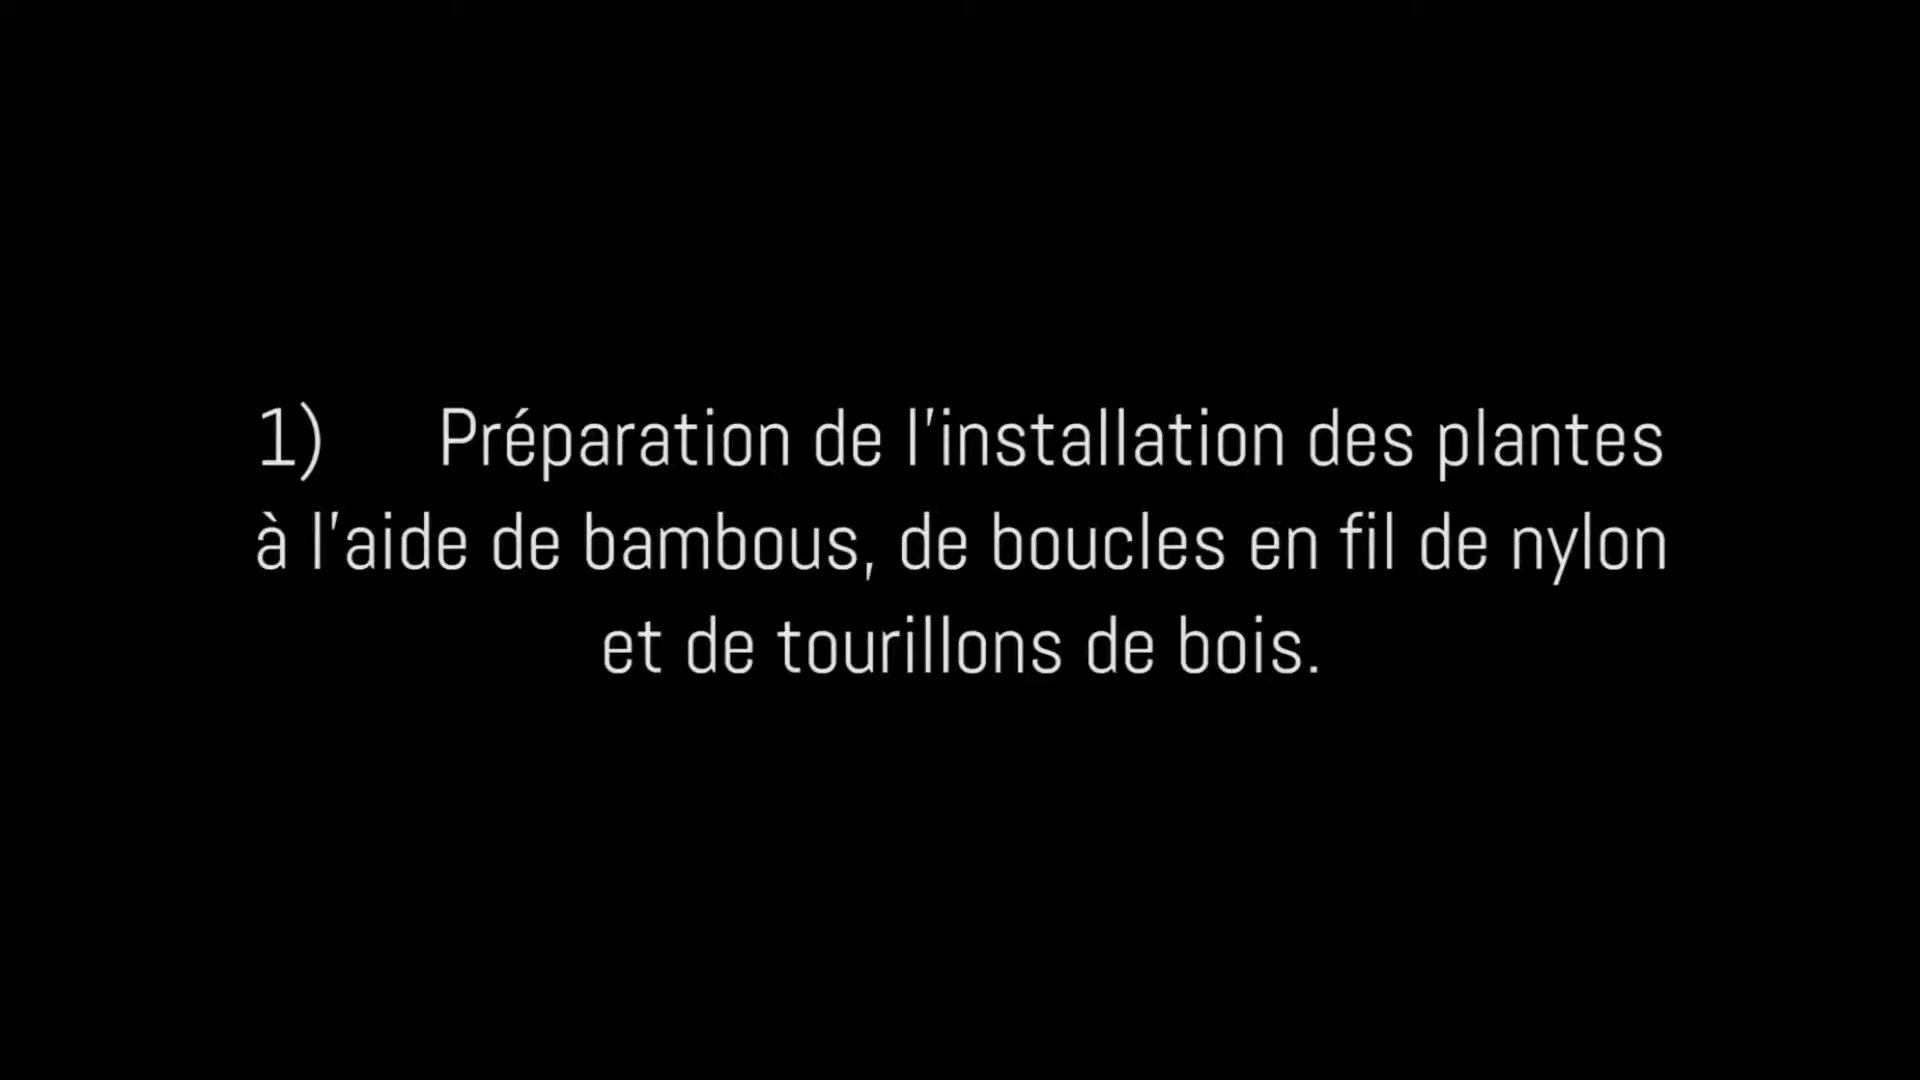 1) Préparation de l'installation des plantes
à l'aide de bambous, de boucles en fil de nylon
et de tourillons de bois.